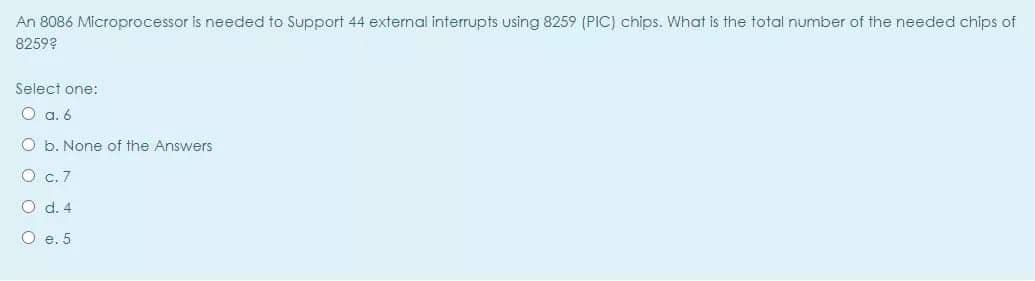 An 8086 Microprocessor is needed to Support 44 external interrupts using 8259 (PIC) chips. What is the total number of the needed chips of
8259?
Select one:
a. 6
b. None of the Answers
c. 7
d. 4
e. 5